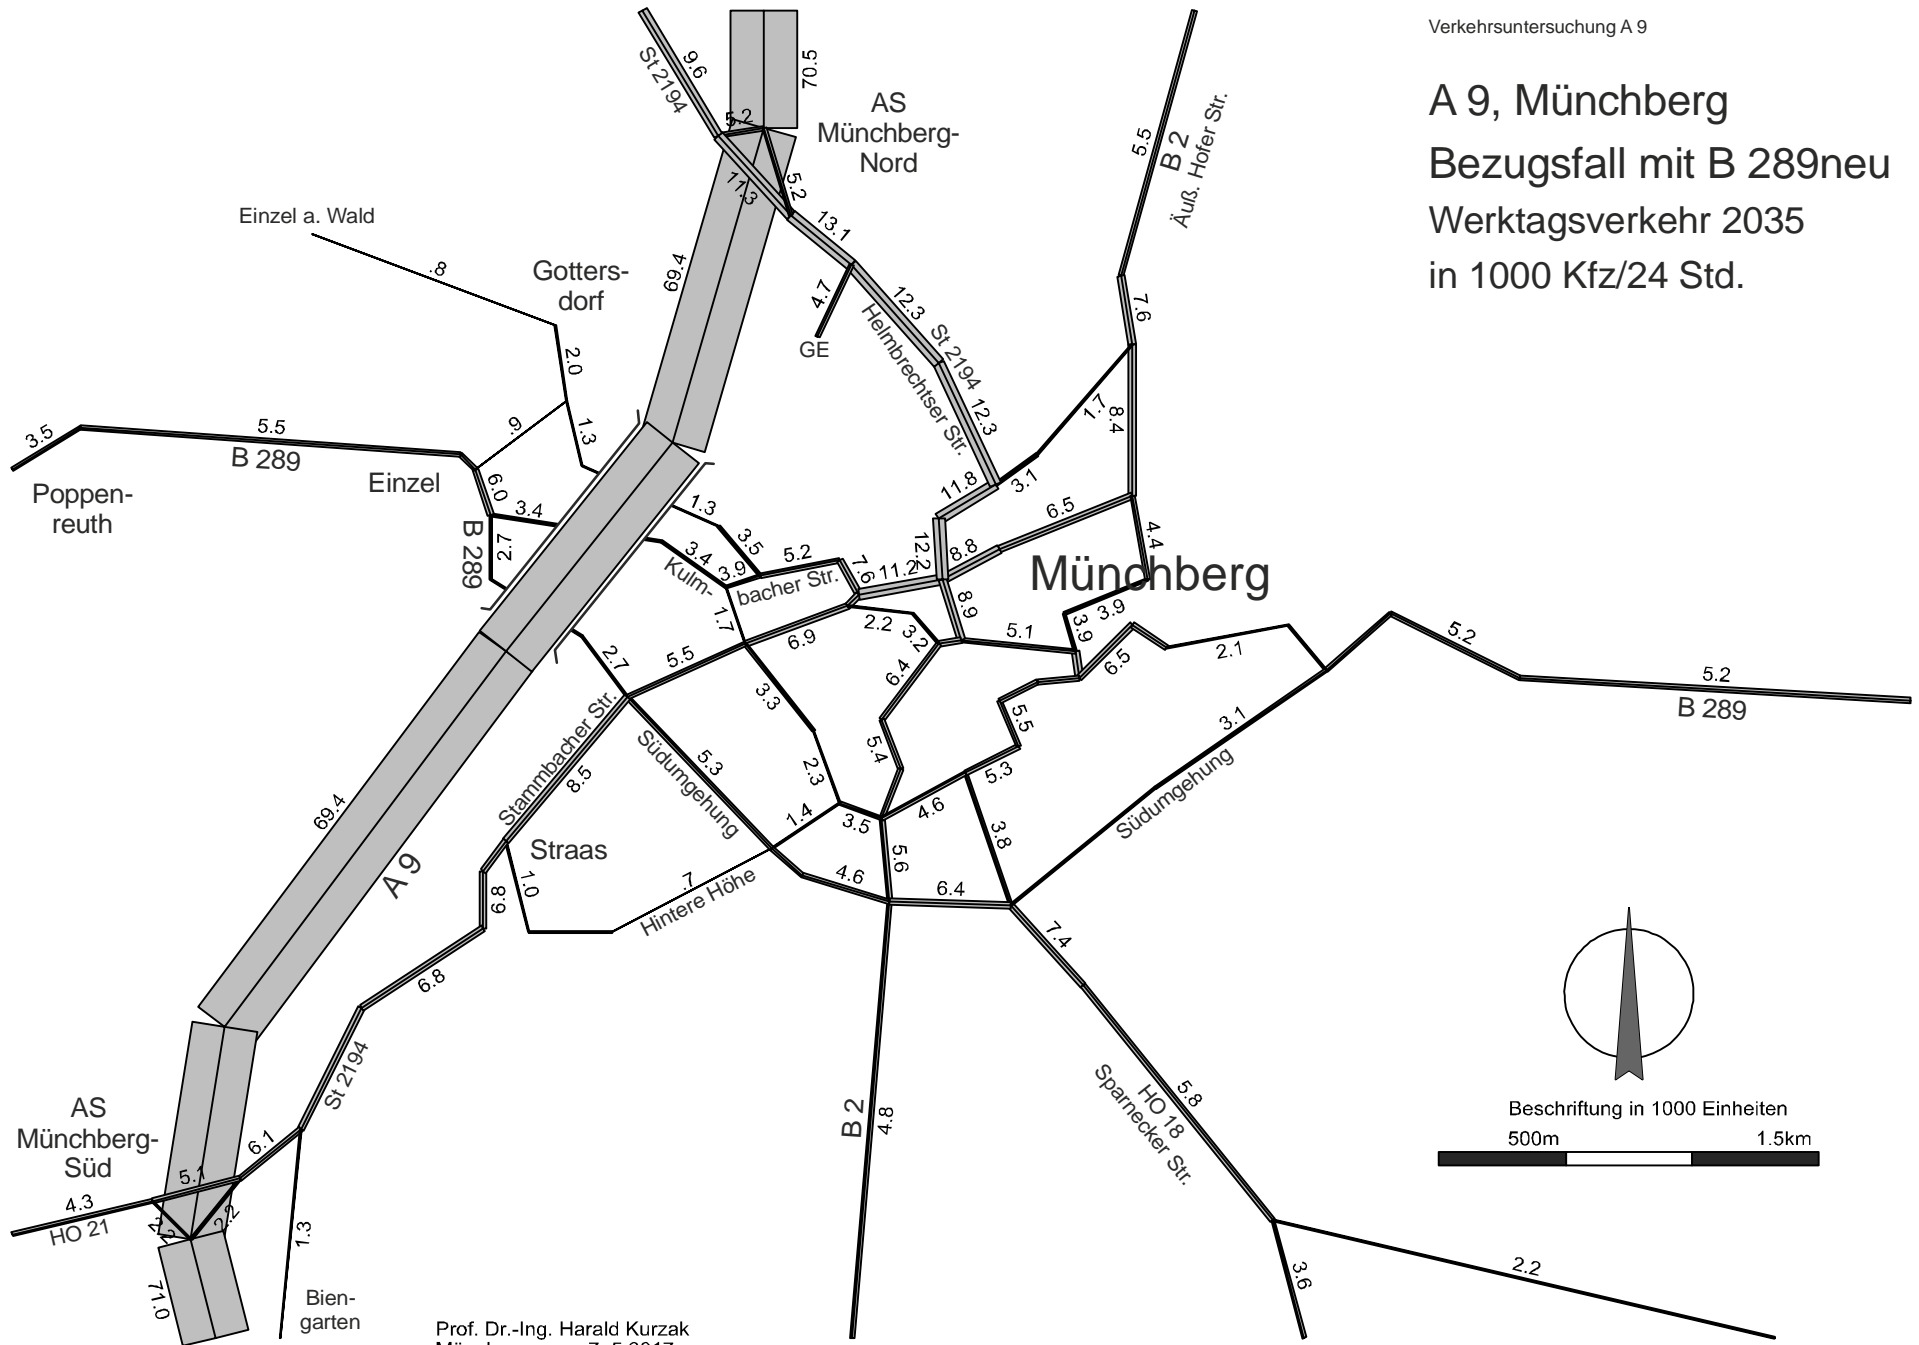 Verkehrsuntersuchung A 9
A 9, Münchberg
Bezugsfall mit B 289neu
Werktagsverkehr 2035
in 1000 Kfz/24 Std.
70.5
9.6
St 2194
5.2
AS
Münchberg-
Nord
11.3
5.2
13.1
4.7
GE
12.3
St 2194
Helmbrechtser Str.
12.3
5.5
B 2
Äuß. Hofer Str.
7.6
1.7
8.4
3.1
11.8
6.5
12.2
8.8
4.4
Münchberg
Einzel a. Wald
.8
Gotters-
dorf
69.4
2.0
.9
1.3
3.5
5.5
B 289
Poppen-
reuth
Einzel
6.0
3.4
B 289
2.7
1.3
3.5
3.4
3.9
5.2
Kulm-
bacher Str.
7.6
11.2
1.7
6.9
2.2
3.2
8.9
5.1
3.9
3.9
6.5
2.1
5.2
5.2
B 289
2.7
5.5
3.3
6.4
5.4
5.5
5.3
3.1
Südumgehung
Stammbacher Str.
8.5
Südumgehung
5.3
2.3
1.4
3.5
4.6
3.8
5.6
69.4
A 9
Straas
1.0
6.8
.7
Hintere Höhe
4.6
6.4
7.4
6.8
St 2194
B 2
4.8
5.8
HO 18
Sparnecker Str.
AS
Münchberg-
Süd
6.1
5.1
4.3
HO 21
2.2
1.3
71.0
Bien-
garten
3.6
2.2
Beschriftung in 1000 Einheiten
500m
1.5km
Prof. Dr.-Ing. Harald Kurzak